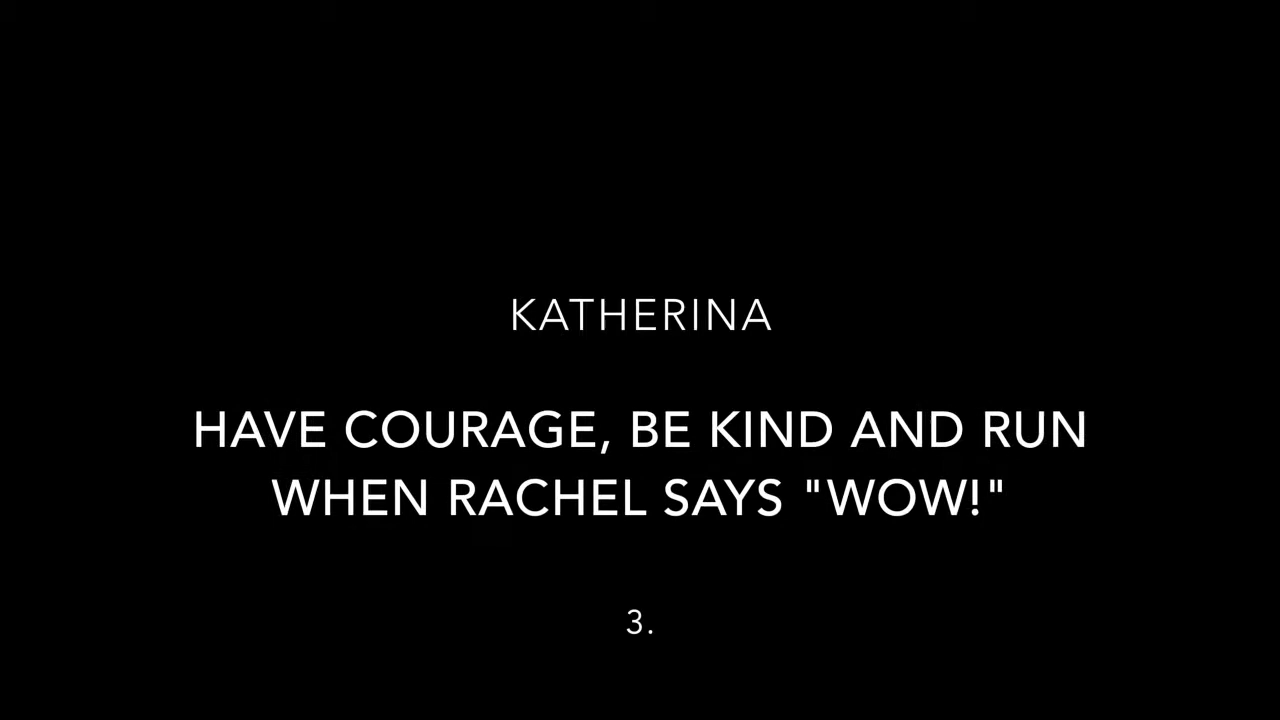 KATHERINA
HAVE COURAGE, BE KIND AND RUN
WHEN RACHEL SAYS "WOW!"
3.